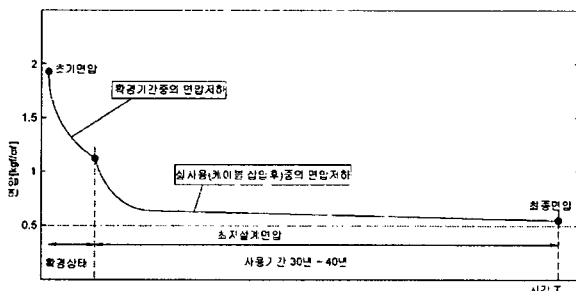 2
초기면압
확경기간중의 면압저하
면압[kgf/㎠]
1
실사용(케이블 삽입후)중의 면압저하
최종면압
0.5
최저설계면압
확경상태
사용기간 30년 ~ 40년
시간 T